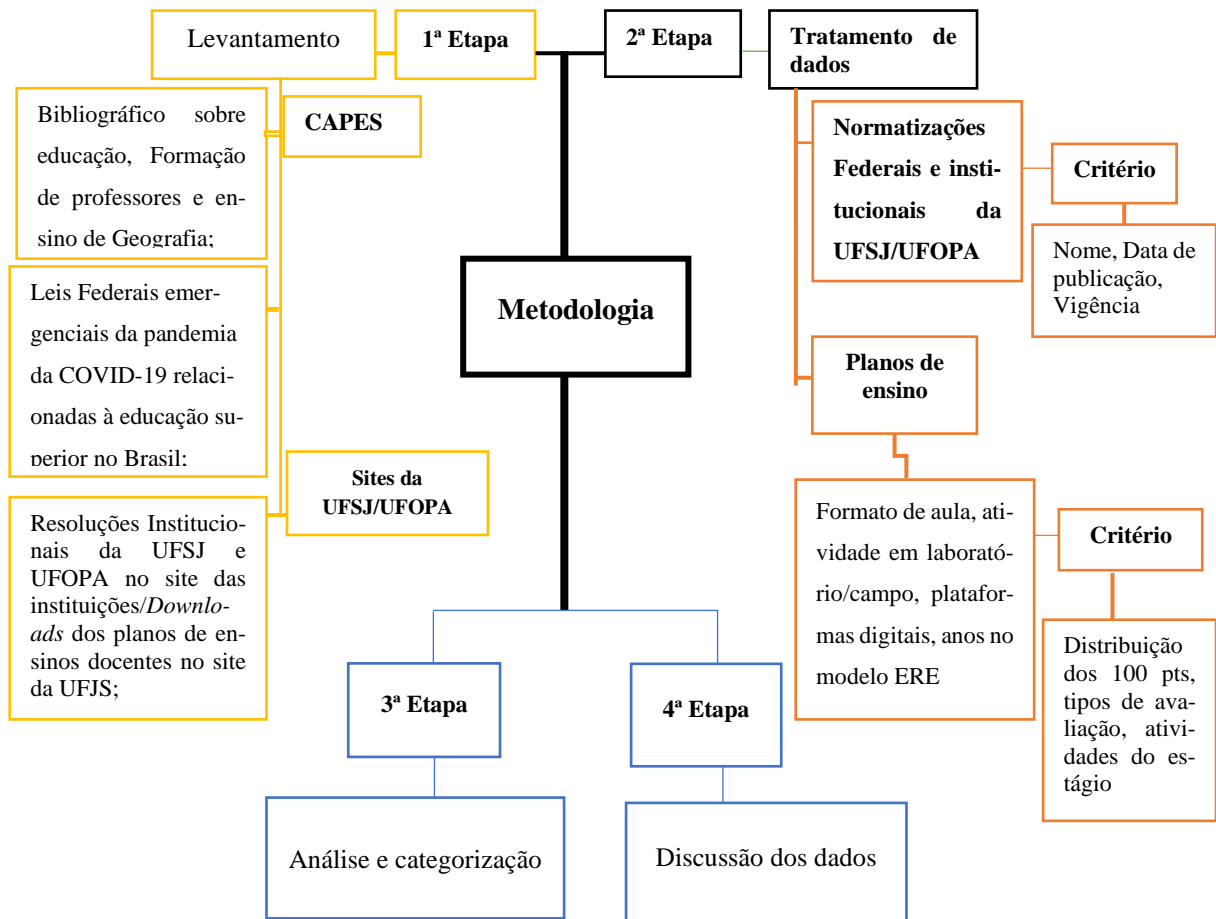 Levantamento
1ª Etapa
2ª Etapa
Tratamento de
dados
Bibliográfico sobre
educação, Formação
de professores e en-
sino de Geografia;
CAPES
Leis Federais emer-
genciais da pandemia
da COVID-19 relaci-
onadas à educação su-
perior no Brasil;
Sites da
UFSJ/UFOPA
Resoluções Institucio-
nais da UFSJ e
UFOPA no site das
instituições/Downlo-
ads dos planos de en-
sinos docentes no site
da UFJS;
Metodologia
Normatizações
Federais e insti-
tucionais da
UFSJ/UFOPA
Critério
Nome, Data de
publicação,
Vigência
Planos de
ensino
Formato de aula, ati-
vidade em laborató-
rio/campo, platafor-
mas digitais, anos no
modelo ERE
Critério
Distribuição
dos 100 pts,
tipos de ava-
liação, ativi-
dades do es-
tágio
3ª Etapa
4ª Etapa
Análise e categorização
Discussão dos dados